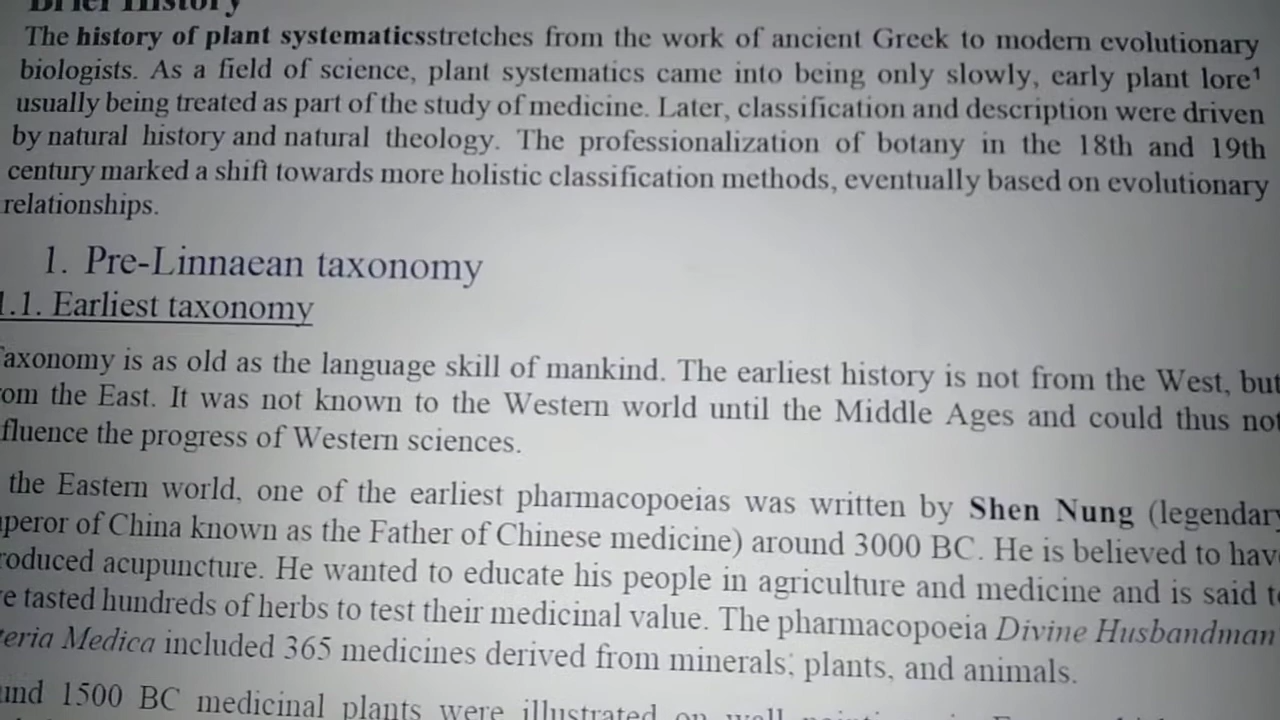 Brief History
The history of plant systematicsstretches from the work of ancient Greek to modern evolutionary
biologists. As a field of science, plant systematics came into being only slowly, early plant lore¹
usually being treated as part of the study of medicine. Later, classification and description were driven
by natural history and natural theology. The professionalization of botany in the 18th and 19th
century marked a shift towards more holistic classification methods, eventually based on evolutionary
relationships.
1. Pre-Linnaean taxonomy
1.1. Earliest taxonomy
axonomy is as old as the language skill of mankind. The earliest history is not from the West, but
om the East. It was not known to the Western world until the Middle Ages and could thus not
fluence the progress of Western sciences.
the Eastern world, one of the earliest pharmacopoeias was written by Shen Nung (legendary
peror of China known as the Father of Chinese medicine) around 3000 BC. He is believed to hav
roduced acupuncture. He wanted to educate his people in agriculture and medicine and is said t
e tasted hundreds of herbs to test their medicinal value. The pharmacopoeia Divine Husbandman
eria Medica included 365 medicines derived from minerals, plants, and animals.
und 1500 BC medicinal plants were illustrated on wall